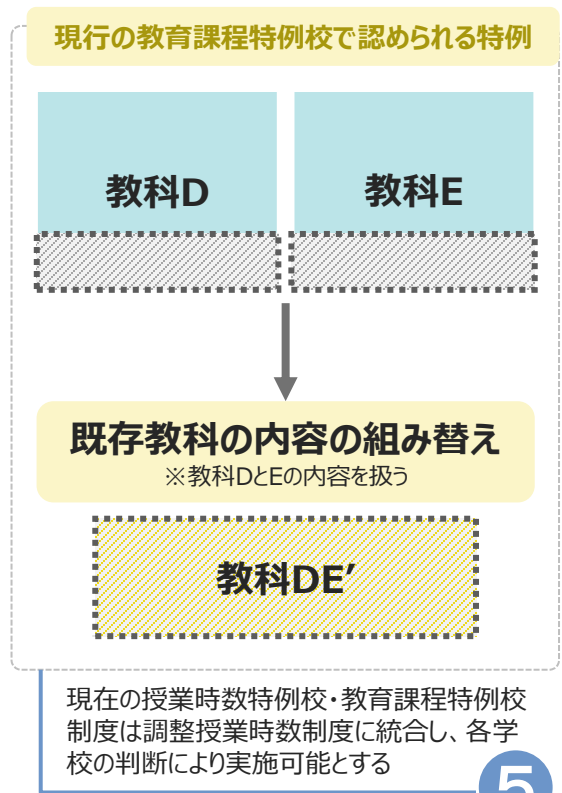 現行の教育課程特例校で認められる特例
教科D
教科E
既存教科の内容の組み替え
※教科DとEの内容を扱う
教科DE′
現在の授業時数特例校・教育課程特例校
制度は調整授業時数制度に統合し、各学
校の判断により実施可能とする
5